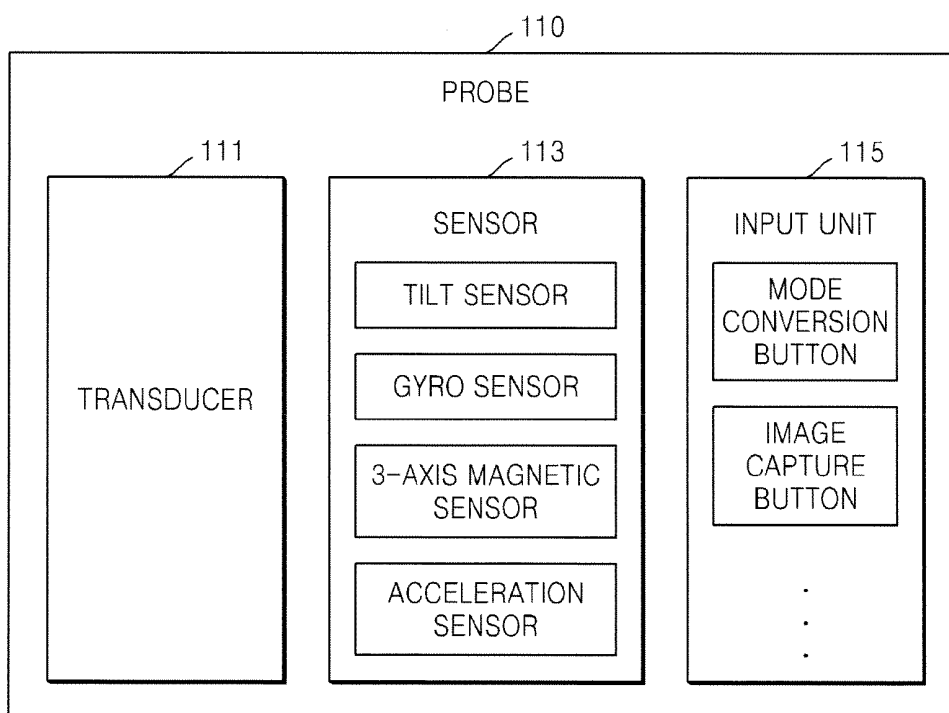 110
PROBE
111
TRANSDUCER
113
SENSOR
TILT SENSOR
GYRO SENSOR
3-AXIS MAGNETIC
SENSOR
ACCELERATION
SENSOR
115
INPUT UNIT
MODE
CONVERSION
BUTTON
IMAGE
CAPTURE
BUTTON
.
.
.